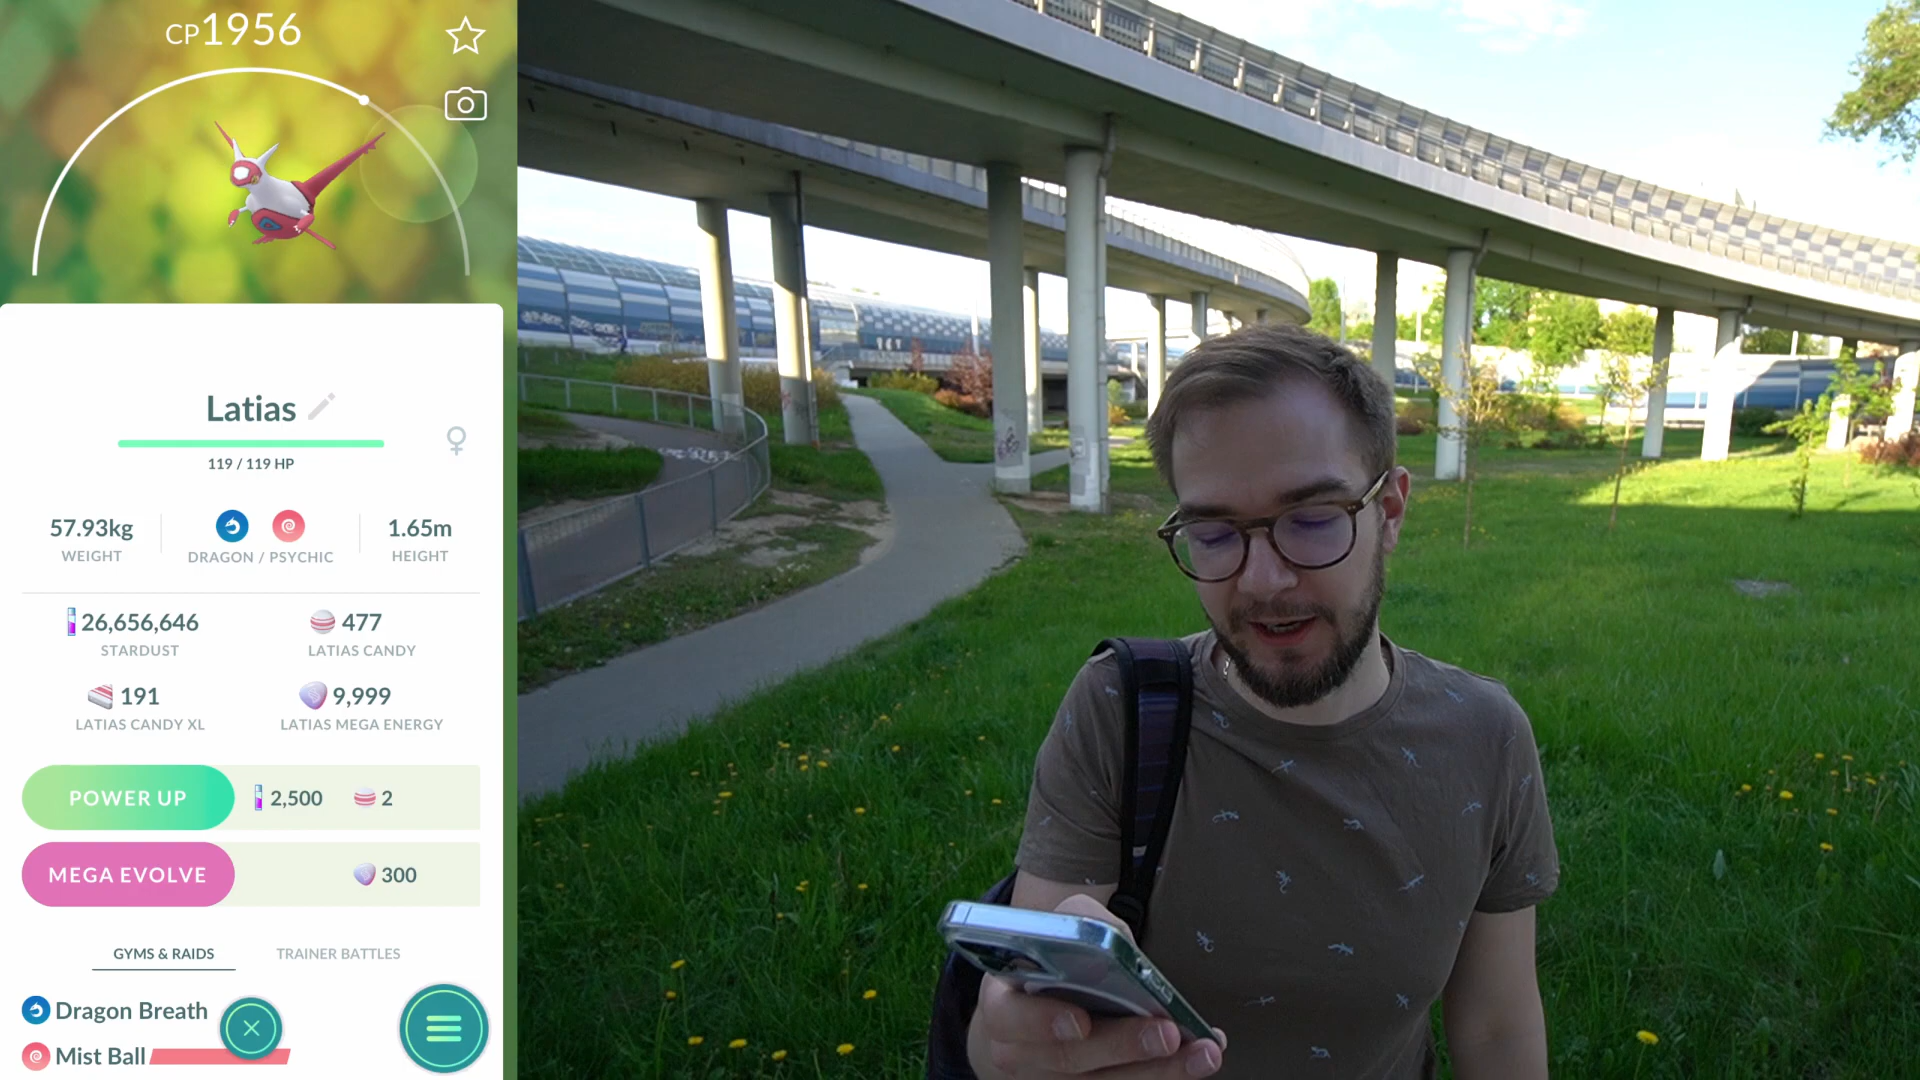 CP1956
Latias
119 / 119 HP
57.93kg
WEIGHT
DRAGON / PSYCHIC
1.65m
HEIGHT
26,656,646
STARDUST
477
LATIAS CANDY
191
LATIAS CANDY XL
9,999
LATIAS MEGA ENERGY
POWER UP
2,500
2
MEGA EVOLVE
300
GYMS & RAIDS
TRAINER BATTLES
Dragon Breath
Mist Ball